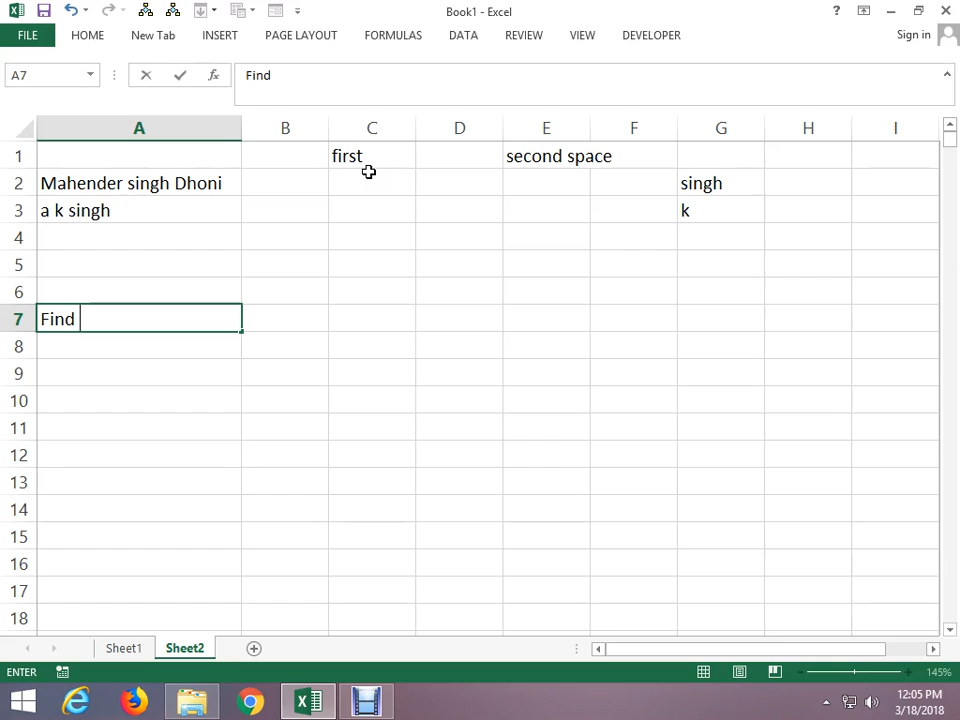 Book1 - Excel
?
FILE HOME New Tab INSERT PAGE LAYOUT FORMULAS DATA REVIEW VIEW DEVELOPER Sign in
A7 fx Find
A B C D E F G H I
1 first second space
2 Mahender singh Dhoni singh
3 a k singh k
4
5
6
7 Find
8
9
10
11
12
13
14
15
16
17
18
Sheet1 Sheet2
ENTER 145%
12:05 PM
3/18/2018